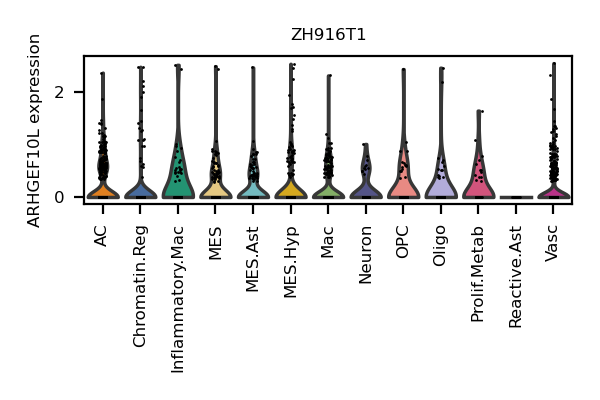 ZH916T1
ARHGEF10L expression
2
0
AC
Chromatin.Reg
Inflammatory.Mac
MES
MES.Ast
MES.Hyp
Mac
Neuron
OPC
Oligo
Prolif.Metab
Reactive.Ast
Vasc